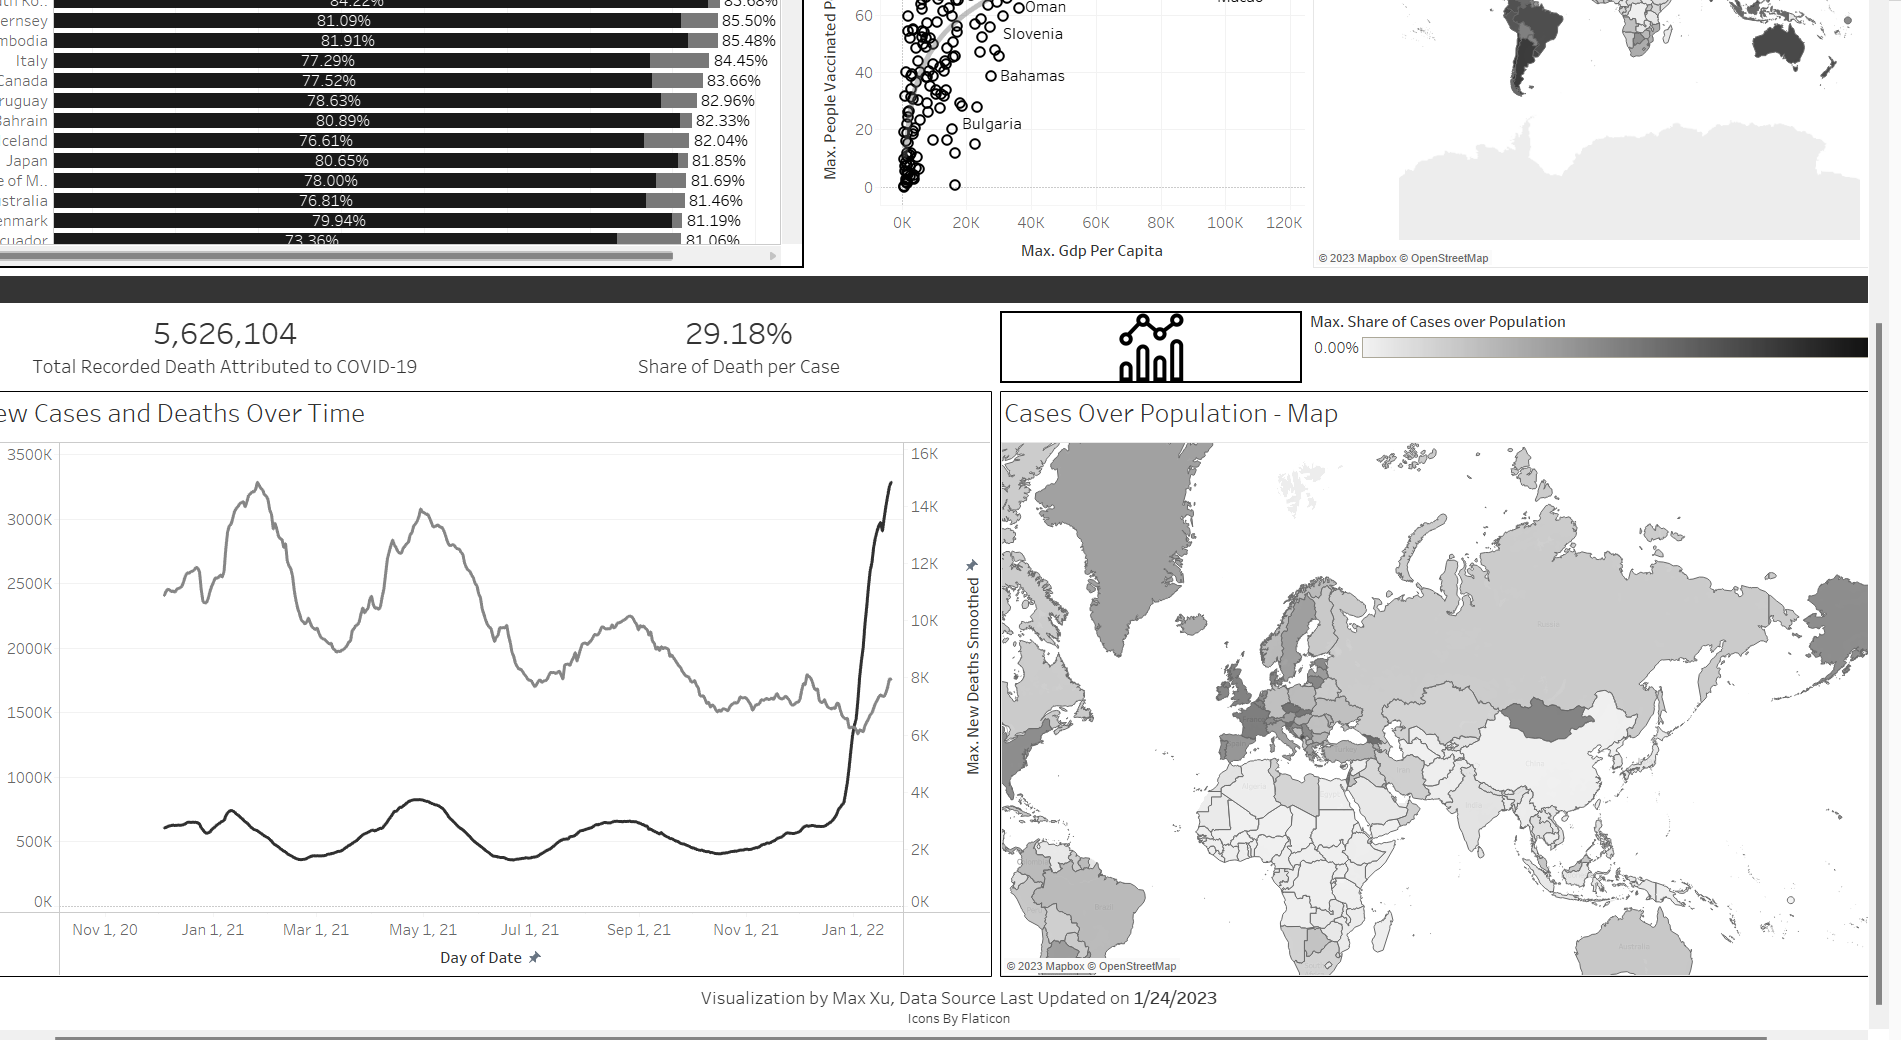 84.22% 85.68%
ernsey 81.09% 85.50%
mbodia 81.91% 85.48%
Italy 77.29% 84.45%
Canada 77.52% 83.66%
ruguay 78.63% 82.96%
Bahrain 80.89% 82.33%
celand 76.61% 82.04%
Japan 80.65% 81.85%
e of M.. 78.00% 81.69%
stralia 76.81% 81.46%
enmark 79.94% 81.19%
cuador 73.36% 81.06%
Max. People Vaccinated P
60
40
20
0
Oman
Slovenia
Bahamas
Bulgaria
Macao
0K 20K 40K 60K 80K 100K 120K
Max. Gdp Per Capita
© 2023 Mapbox © OpenStreetMap
5,626,104
Total Recorded Death Attributed to COVID-19
29.18%
Share of Death per Case
Max. Share of Cases over Population
0.00%
ew Cases and Deaths Over Time
3500K
3000K
2500K
2000K
1500K
1000K
500K
0K
16K
14K
12K
10K
8K
6K
4K
2K
0K
Max. New Deaths Smoothed
Nov 1, 20 Jan 1, 21 Mar 1, 21 May 1, 21 Jul 1, 21 Sep 1, 21 Nov 1, 21 Jan 1, 22
Day of Date
Cases Over Population - Map
Russia
China
Algeria
Iran
India
Brazil
Australia
© 2023 Mapbox © OpenStreetMap
Visualization by Max Xu, Data Source Last Updated on 1/24/2023
Icons By Flaticon